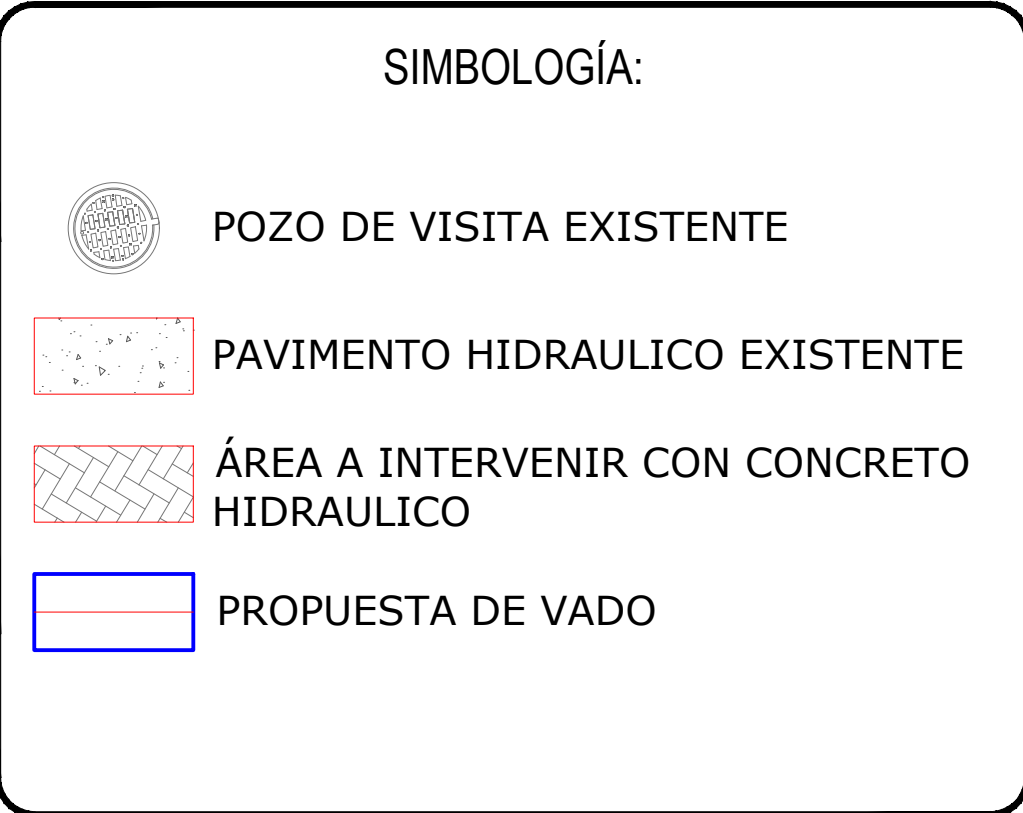 SIMBOLOGÍA:
POZO DE VISITA EXISTENTE
PAVIMENTO HIDRAULICO EXISTENTE
ÁREA A INTERVENIR CON CONCRETO
HIDRAULICO
PROPUESTA DE VADO